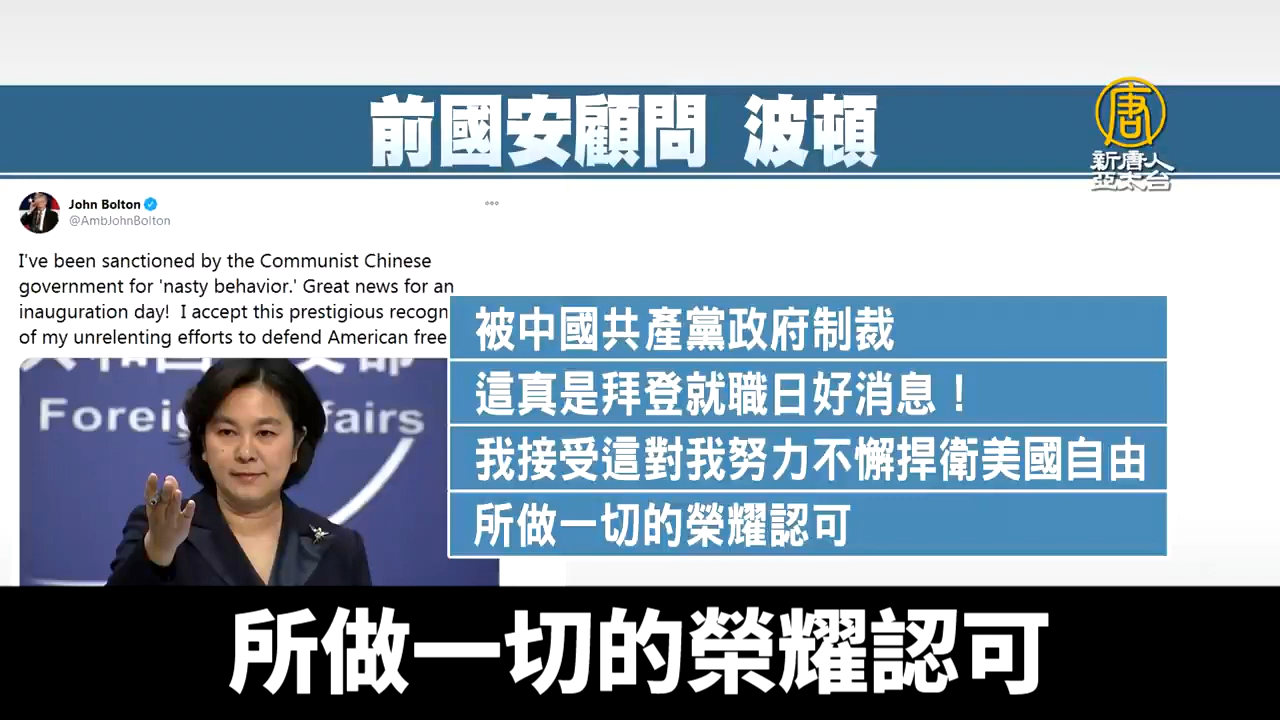 前國安顧問 波頓
唐
新唐人
亞太台
John Bolton
@AmbJohnBolton
I've been sanctioned by the Communist Chinese
government for 'nasty behavior.' Great news for an
inauguration day! I accept this prestigious recogn
of my unrelenting efforts to defend American free
被中國共產黨政府制裁
這真是拜登就職日好消息！
我接受這對我努力不懈捍衛美國自由
所做一切的榮耀認可
Foreig ffairs
所做一切的榮耀認可